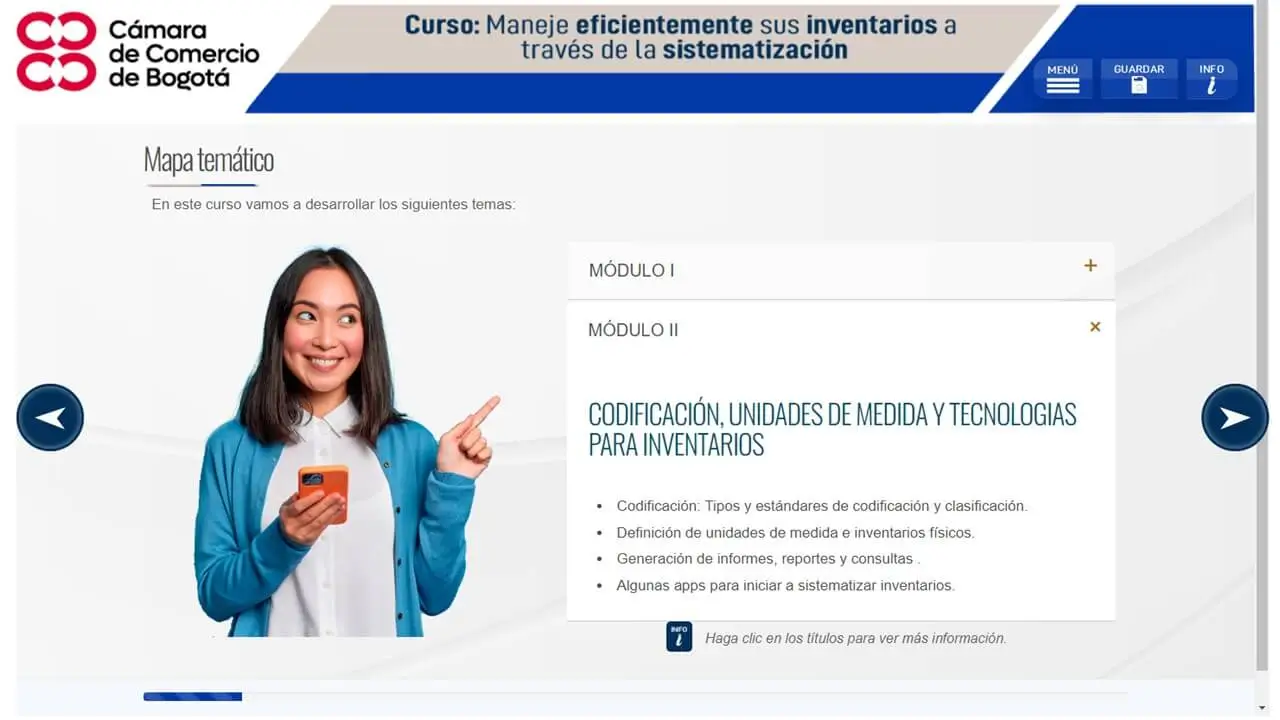 Cámara
de Comercio
de Bogotá
Curso: Maneje eficientemente sus inventarios a
través de la sistematización
MENÚ
GUARDAR
INFO
Mapa temático
En este curso vamos a desarrollar los siguientes temas:
MÓDULO I
+
MÓDULO II
×
CODIFICACIÓN, UNIDADES DE MEDIDA Y TECNOLOGIAS
PARA INVENTARIOS
• Codificación: Tipos y estándares de codificación y clasificación.
• Definición de unidades de medida e inventarios físicos.
• Generación de informes, reportes y consultas .
• Algunas apps para iniciar a sistematizar inventarios.
INFO
Haga clic en los títulos para ver más información.